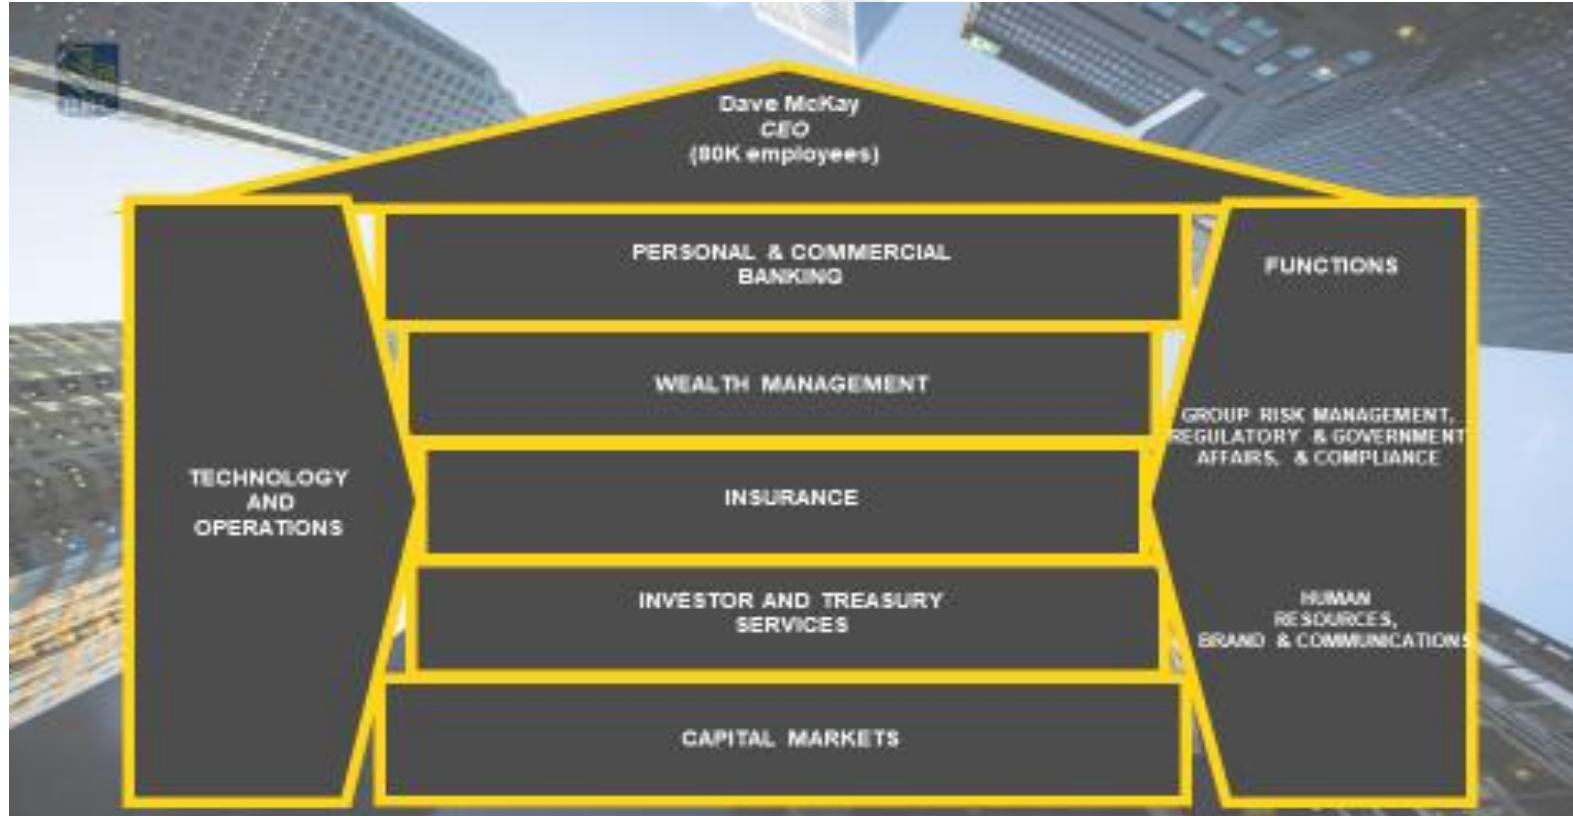 Dave McKay
CEO
(80K employees)
PERSONAL & COMMERCIAL
BANKING
WEALTH MANAGEMENT
INSURANCE
INVESTOR AND TREASURY
SERVICES
CAPITAL MARKETS
TECHNOLOGY
AND
OPERATIONS
FUNCTIONS
GROUP RISK MANAGEMENT,
REGULATORY & GOVERNMENT
AFFAIRS, & COMPLIANCE
HUMAN
RESOURCES,
BRAND & COMMUNICATIONS